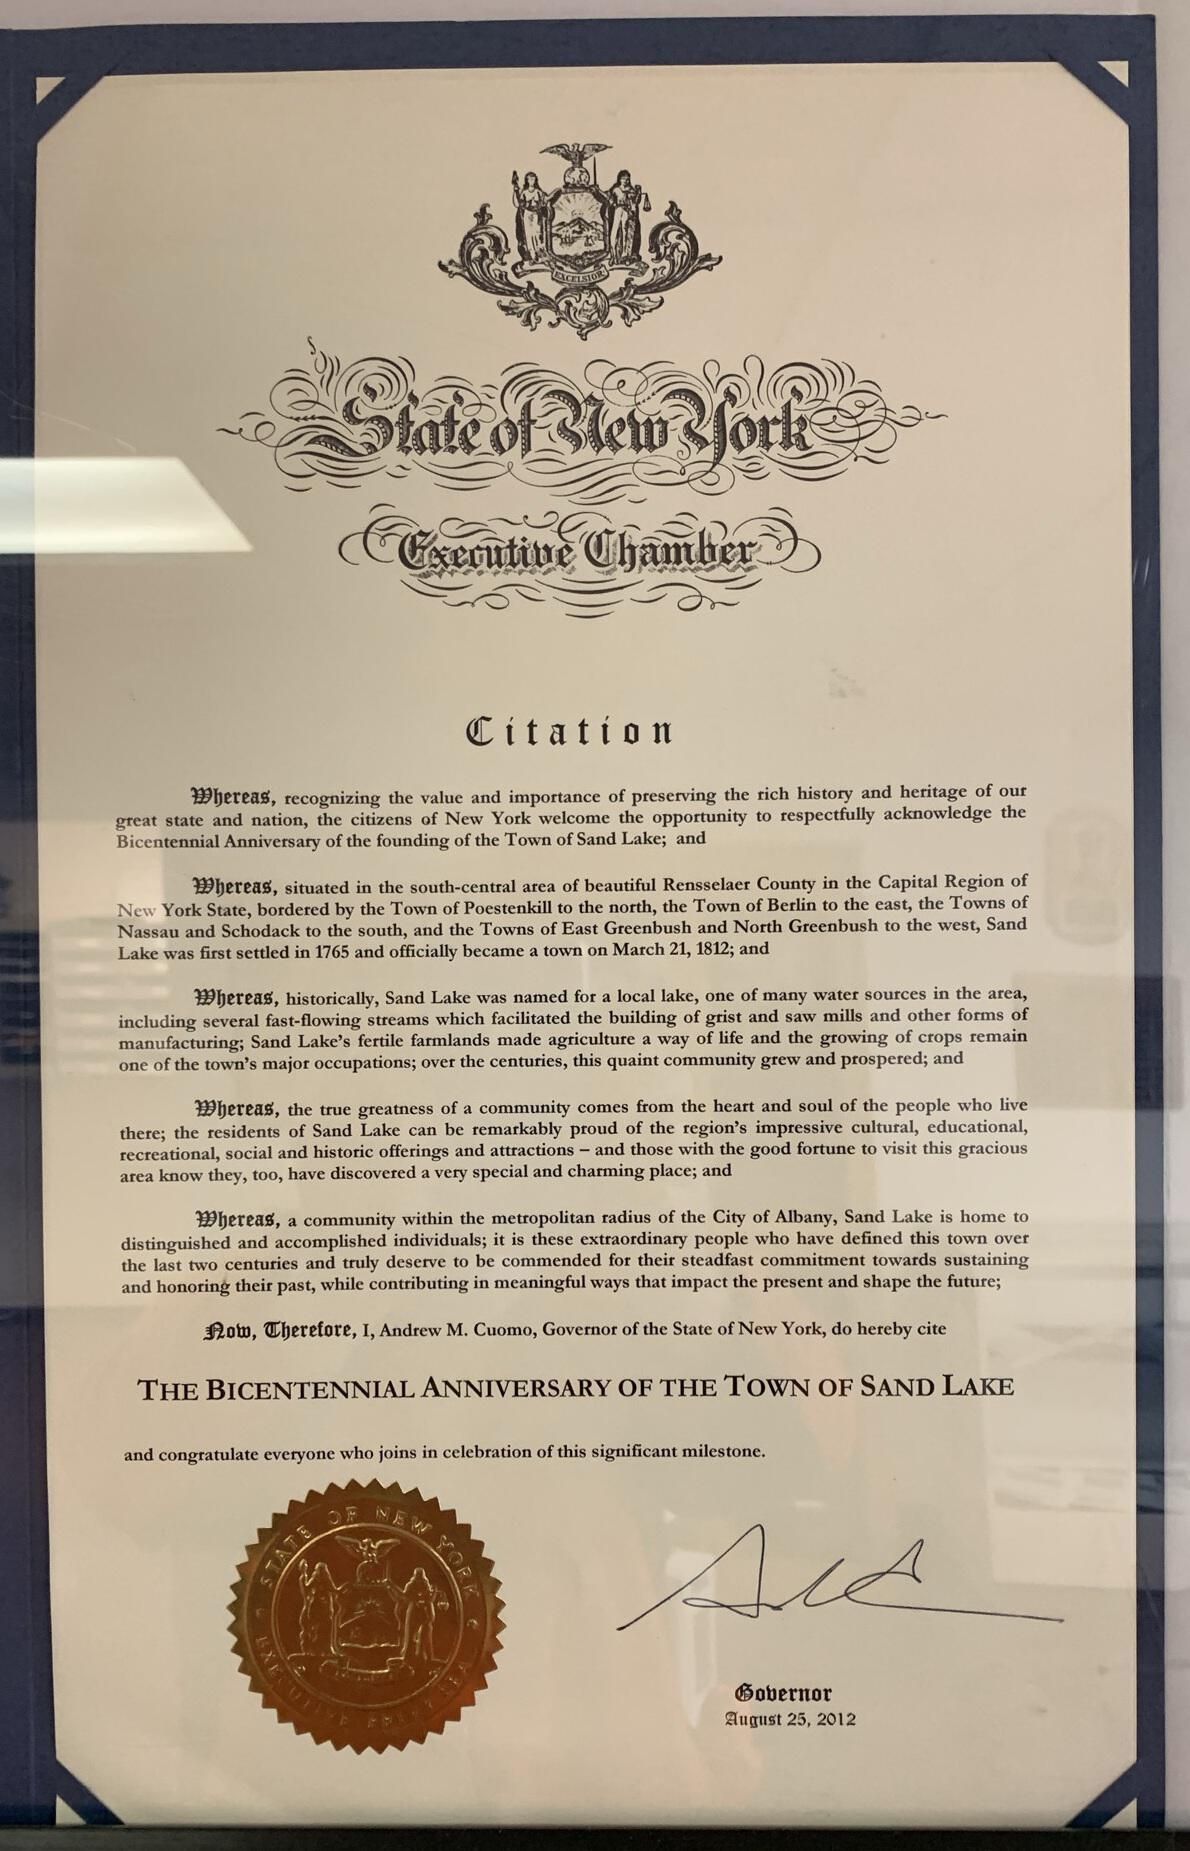 EXCELSIOR
State of New York
Executive Chamber
Citation
Whereas, recognizing the value and importance of preserving the rich history and heritage of our
great state and nation, the citizens of New York welcome the opportunity to respectfully acknowledge the
Bicentennial Anniversary of the founding of the Town of Sand Lake; and
Whereas, situated in the south-central area of beautiful Rensselaer County in the Capital Region of
New York State, bordered by the Town of Poestenkill to the north, the Town of Berlin to the east, the Towns of
Nassau and Schodack to the south, and the Towns of East Greenbush and North Greenbush to the west, Sand
Lake was first settled in 1765 and officially became a town on March 21, 1812; and
Whereas, historically, Sand Lake was named for a local lake, one of many water sources in the area,
including several fast-flowing streams which facilitated the building of grist and saw mills and other forms of
manufacturing; Sand Lake's fertile farmlands made agriculture a way of life and the growing of crops remain
one of the town's major occupations; over the centuries, this quaint community grew and prospered; and
Whereas, the true greatness of a community comes from the heart and soul of the people who live
there; the residents of Sand Lake can be remarkably proud of the region's impressive cultural, educational,
recreational, social and historic offerings and attractions – and those with the good fortune to visit this gracious
area know they, too, have discovered a very special and charming place; and
Whereas, a community within the metropolitan radius of the City of Albany, Sand Lake is home to
distinguished and accomplished individuals; it is these extraordinary people who have defined this town over
the last two centuries and truly deserve to be commended for their steadfast commitment towards sustaining
and honoring their past, while contributing in meaningful ways that impact the present and shape the future;
Now, Therefore, I, Andrew M. Cuomo, Governor of the State of New York, do hereby cite
THE BICENTENNIAL ANNIVERSARY OF THE TOWN OF SAND LAKE
and congratulate everyone who joins in celebration of this significant milestone.
STATE OF NEW YORK
EXECUTIVE PRIVY SEAL
Governor
August 25, 2012